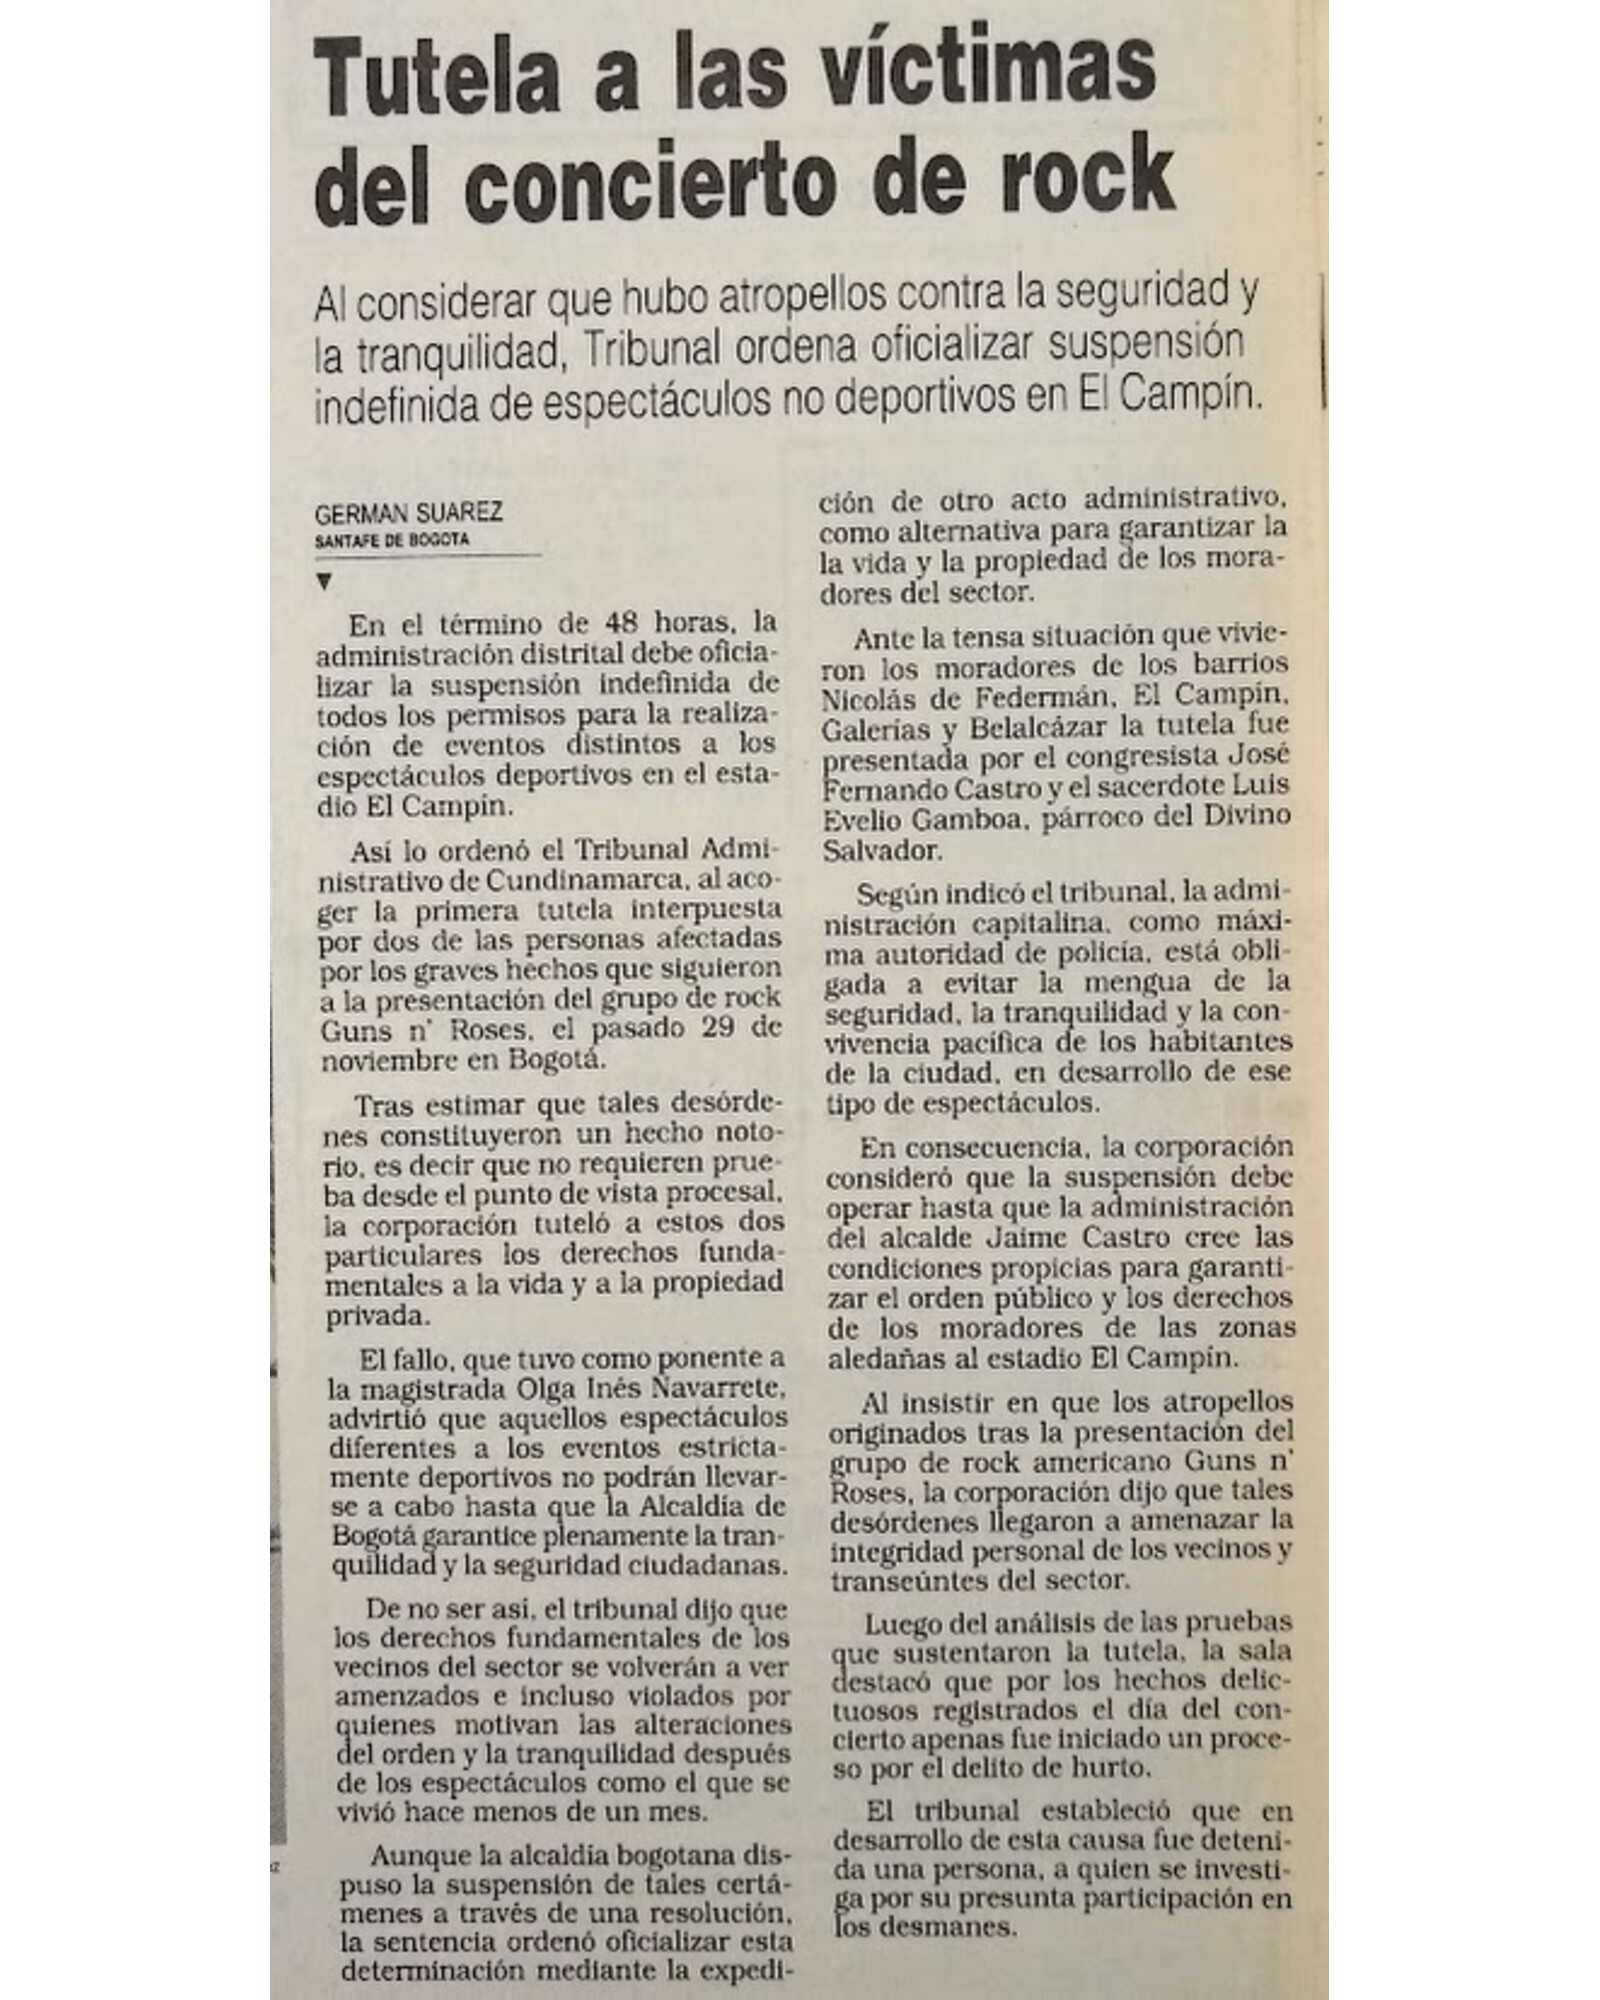 Tutela a las víctimas
del concierto de rock
Al considerar que hubo atropellos contra la seguridad y
la tranquilidad, Tribunal ordena oficializar suspensión
indefinida de espectáculos no deportivos en El Campín.
GERMAN SUAREZ
SANTAFE DE BOGOTA
En el término de 48 horas, la
administración distrital debe oficia-
lizar la suspensión indefinida de
todos los permisos para la realiza-
ción de eventos distintos a los
espectáculos deportivos en el esta-
dio El Campín.
Así lo ordenó el Tribunal Admi-
nistrativo de Cundinamarca, al aco-
ger la primera tutela interpuesta
por dos de las personas afectadas
por los graves hechos que siguieron
a la presentación del grupo de rock
Guns n' Roses, el pasado 29 de
noviembre en Bogotá.
Tras estimar que tales desórde-
nes constituyeron un hecho noto-
rio, es decir que no requieren prue-
ba desde el punto de vista procesal,
la corporación tuteló a estos dos
particulares los derechos funda-
mentales a la vida y a la propiedad
privada.
El fallo, que tuvo como ponente a
la magistrada Olga Inés Navarrete,
advirtió que aquellos espectáculos
diferentes a los eventos estricta-
mente deportivos no podrán llevar-
se a cabo hasta que la Alcaldía de
Bogotá garantice plenamente la tran-
quilidad y la seguridad ciudadanas.
De no ser así, el tribunal dijo que
los derechos fundamentales de los
vecinos del sector se volverán a ver
amenzados e incluso violados por
quienes motivan las alteraciones
del orden y la tranquilidad después
de los espectáculos como el que se
vivió hace menos de un mes.
Aunque la alcaldía bogotana dis-
puso la suspensión de tales certá-
menes a través de una resolución,
la sentencia ordenó oficializar esta
determinación mediante la expedi-
ción de otro acto administrativo,
como alternativa para garantizar la
la vida y la propiedad de los mora-
dores del sector.
Ante la tensa situación que vivie-
ron los moradores de los barrios
Nicolás de Federmán, El Campín,
Galerías y Belalcázar la tutela fue
presentada por el congresista José
Fernando Castro y el sacerdote Luis
Evelio Gamboa, párroco del Divino
Salvador.
Según indicó el tribunal, la admi-
nistración capitalina, como máxi-
ma autoridad de policía, está obli-
gada a evitar la mengua de la
seguridad, la tranquilidad y la con-
vivencia pacífica de los habitantes
de la ciudad, en desarrollo de ese
tipo de espectáculos.
En consecuencia, la corporación
consideró que la suspensión debe
operar hasta que la administración
del alcalde Jaime Castro cree las
condiciones propicias para garanti-
zar el orden público y los derechos
de los moradores de las zonas
aledañas al estadio El Campín.
Al insistir en que los atropellos
originados tras la presentación del
grupo de rock americano Guns n'
Roses, la corporación dijo que tales
desórdenes llegaron a amenazar la
integridad personal de los vecinos y
transeúntes del sector.
Luego del análisis de las pruebas
que sustentaron la tutela, la sala
destacó que por los hechos delic-
tuosos registrados el día del con-
cierto apenas fue iniciado un proce-
so por el delito de hurto.
El tribunal estableció que en
desarrollo de esta causa fue deteni-
da una persona, a quien se investi-
ga por su presunta participación en
los desmanes.